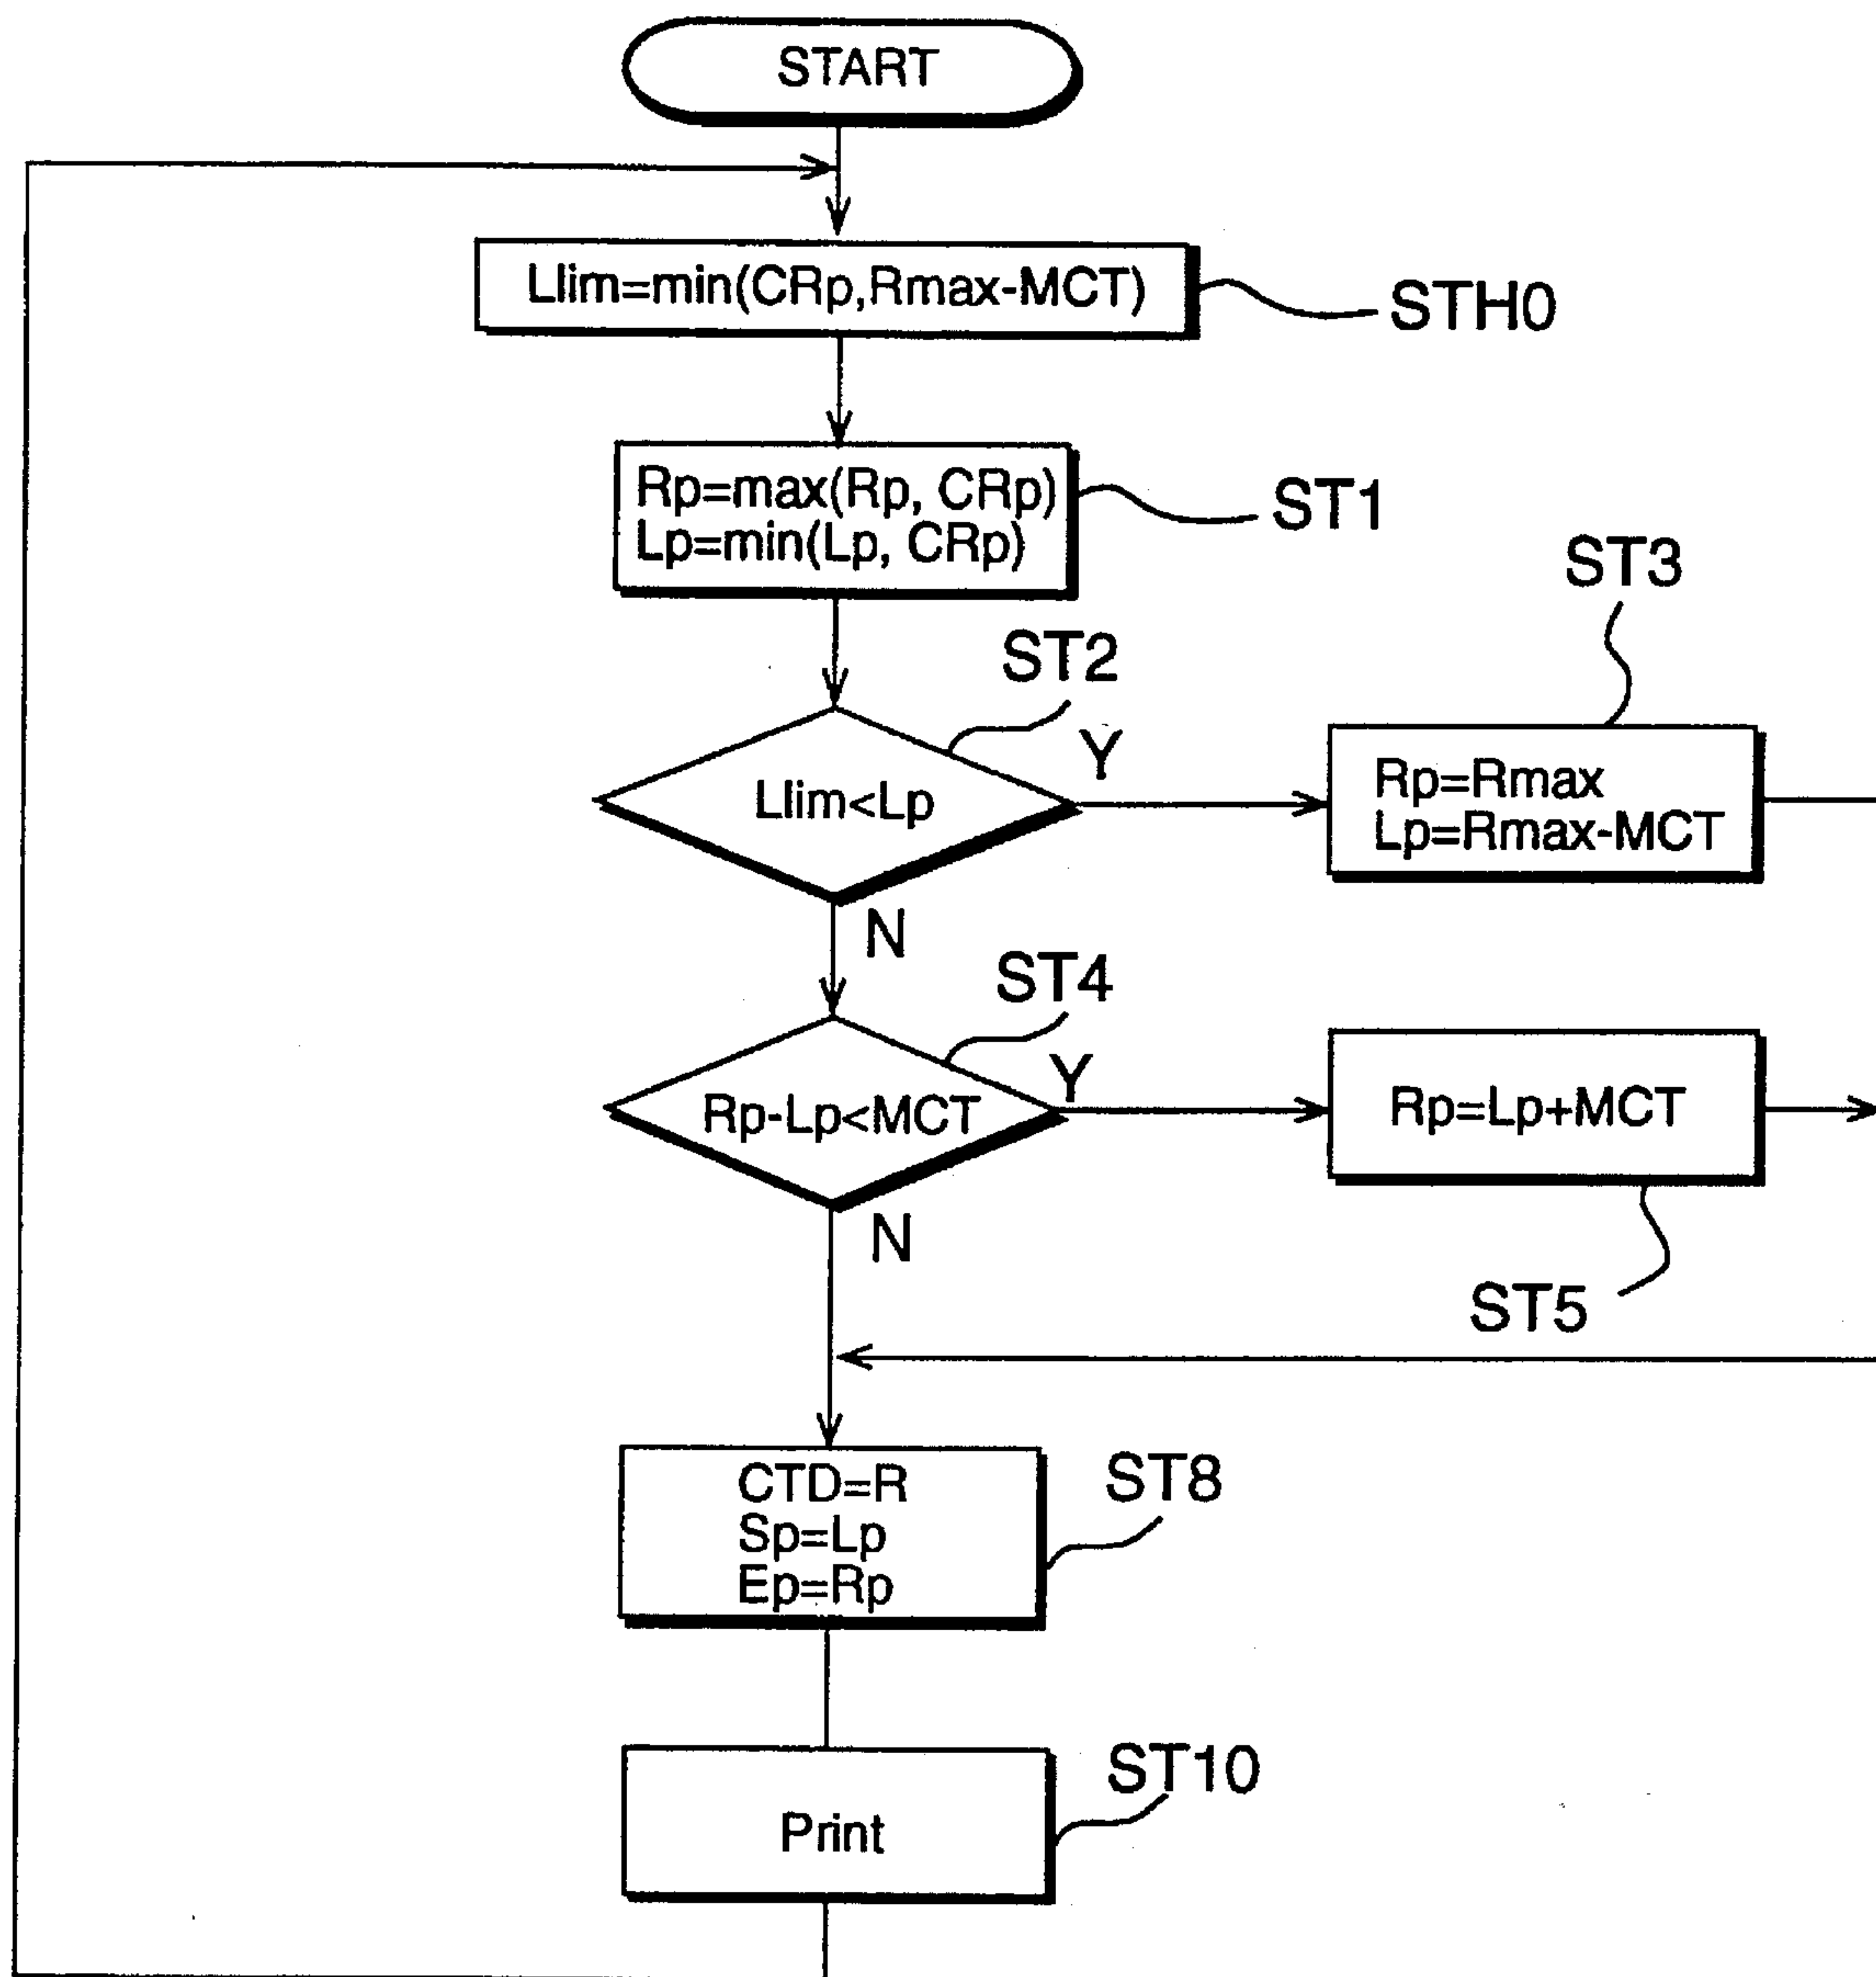 START
Llim=min(CRp,Rmax-MCT)
STH0
Rp=max(Rp, CRp)
Lp=min(Lp, CRp)
ST1
ST3
ST2
Y
Llim<Lp
Rp=Rmax
Lp=Rmax-MCT
N
ST4
Y
Rp-Lp<MCT
Rp=Lp+MCT
N
ST5
CTD=R
Sp=Lp
Ep=Rp
ST8
ST10
Print